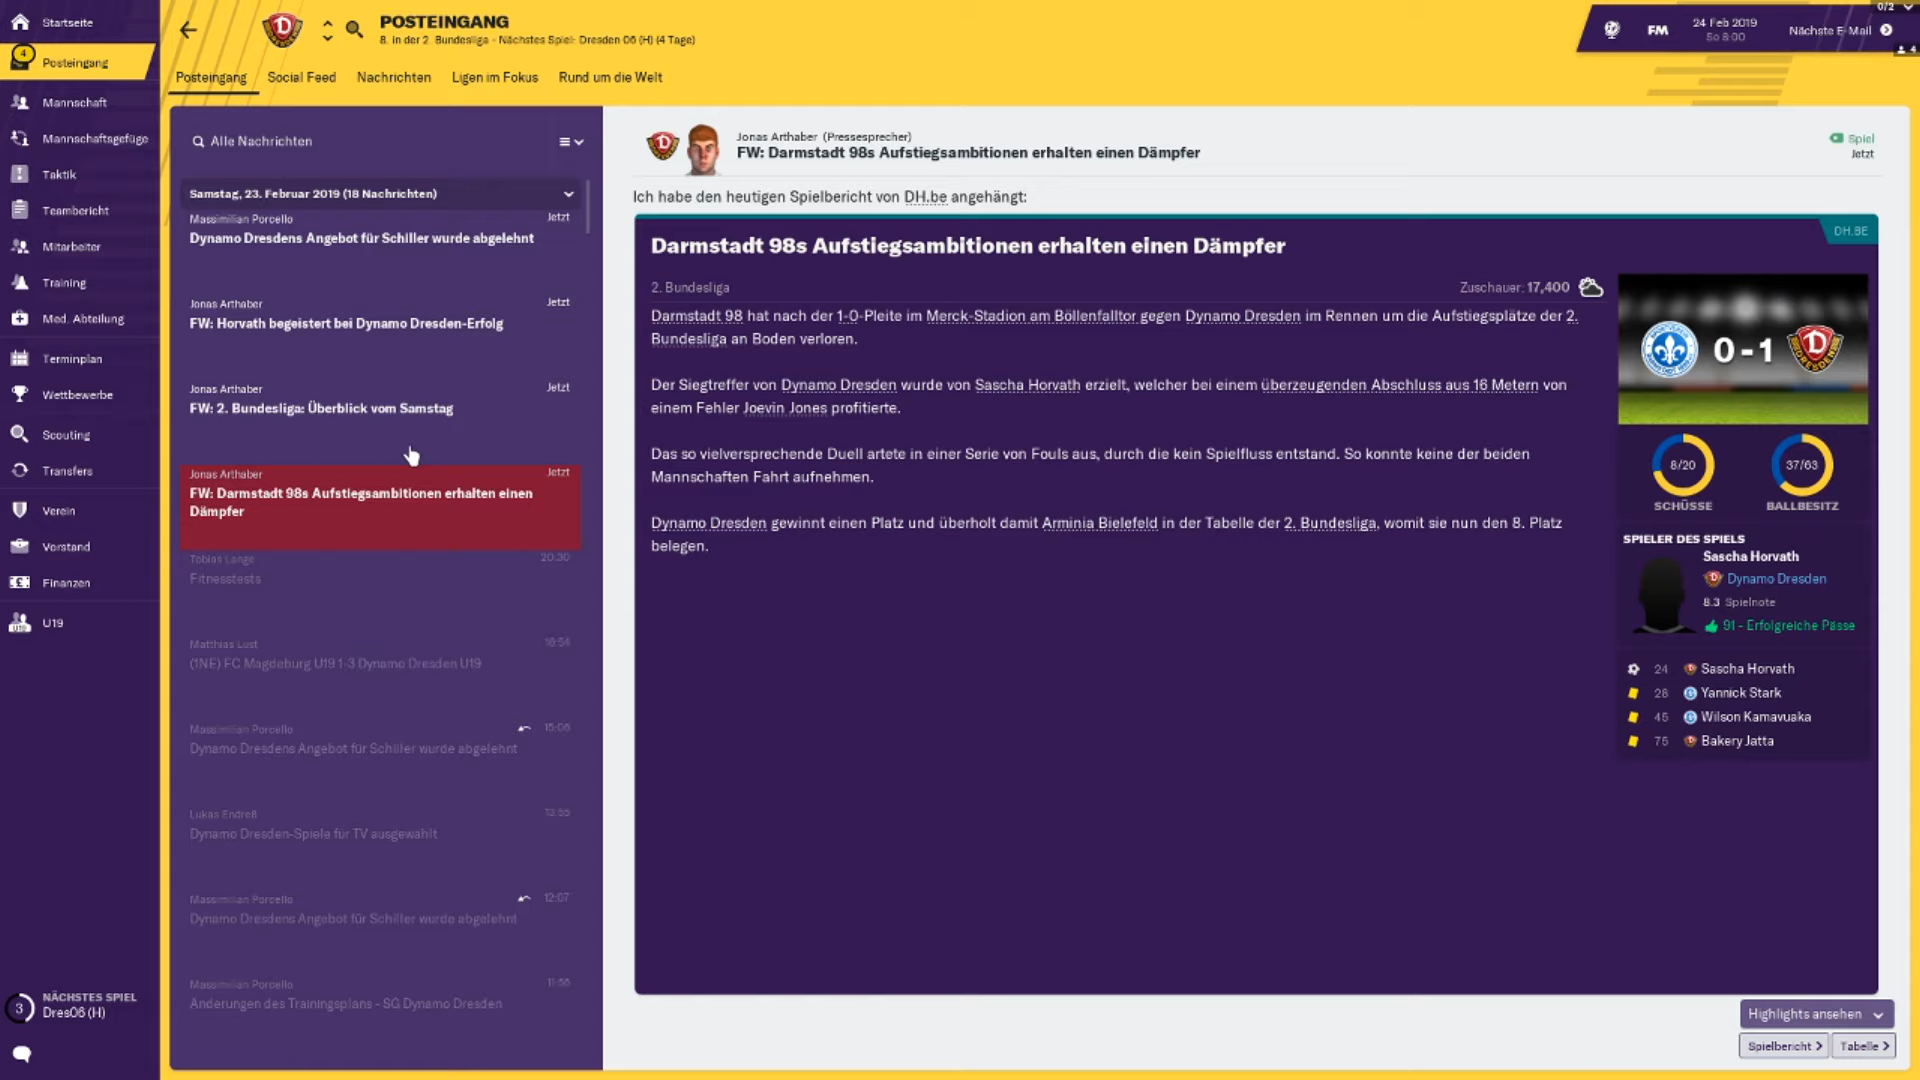 Startseite
4
Posteingang
Mannschaft
Mannschaftsgefüge
Taktik
Teambericht
Mitarbeiter
Training
Med. Abteilung
Terminplan
Wettbewerbe
Scouting
Transfers
Verein
Vorstand
Finanzen
U19
3
NÄCHSTES SPIEL
Dres06 (H)
POSTEINGANG
8. in der 2. Bundesliga - Nächstes Spiel: Dresden 06 (H) (4 Tage)
FM
24 Feb 2019
So 8:00
Nächste E-Mail
0/2
4
Posteingang
Social Feed
Nachrichten
Ligen im Fokus
Rund um die Welt
Alle Nachrichten
Samstag, 23. Februar 2019 (18 Nachrichten)
Massimilian Porcello
Jetzt
Dynamo Dresdens Angebot für Schiller wurde abgelehnt
Jonas Arthaber
Jetzt
FW: Horvath begeistert bei Dynamo Dresden-Erfolg
Jonas Arthaber
Jetzt
FW: 2. Bundesliga: Überblick vom Samstag
Jonas Arthaber
Jetzt
FW: Darmstadt 98s Aufstiegsambitionen erhalten einen
Dämpfer
Tobias Lange
20:30
Fitnesstests
Matthias Lust
18:54
(1NE) FC Magdeburg U19 1-3 Dynamo Dresden U19
Massimilian Porcello
15:06
Dynamo Dresdens Angebot für Schiller wurde abgelehnt
Lukas Endreß
13:55
Dynamo Dresden-Spiele für TV ausgewählt
Massimilian Porcello
12:07
Dynamo Dresdens Angebot für Schiller wurde abgelehnt
Massimilian Porcello
11:56
Änderungen des Trainingsplans - SG Dynamo Dresden
Jonas Arthaber (Pressesprecher)
FW: Darmstadt 98s Aufstiegsambitionen erhalten einen Dämpfer
Spiel
Jetzt
Ich habe den heutigen Spielbericht von DH.be angehängt:
DH.BE
Darmstadt 98s Aufstiegsambitionen erhalten einen Dämpfer
2. Bundesliga
Zuschauer: 17,400
Darmstadt 98 hat nach der 1-0-Pleite im Merck-Stadion am Böllenfalltor gegen Dynamo Dresden im Rennen um die Aufstiegsplätze der 2.
Bundesliga an Boden verloren.
Der Siegtreffer von Dynamo Dresden wurde von Sascha Horvath erzielt, welcher bei einem überzeugenden Abschluss aus 16 Metern von
einem Fehler Joevin Jones profitierte.
Das so vielversprechende Duell artete in einer Serie von Fouls aus, durch die kein Spielfluss entstand. So konnte keine der beiden
Mannschaften Fahrt aufnehmen.
Dynamo Dresden gewinnt einen Platz und überholt damit Arminia Bielefeld in der Tabelle der 2. Bundesliga, womit sie nun den 8. Platz
belegen.
0 - 1
8/20
SCHÜSSE
37/63
BALLBESITZ
SPIELER DES SPIELS
Sascha Horvath
Dynamo Dresden
8.3 Spielnote
91 - Erfolgreiche Pässe
24 Sascha Horvath
28 Yannick Stark
45 Wilson Kamavuaka
75 Bakery Jatta
Highlights ansehen
Spielbericht
Tabelle